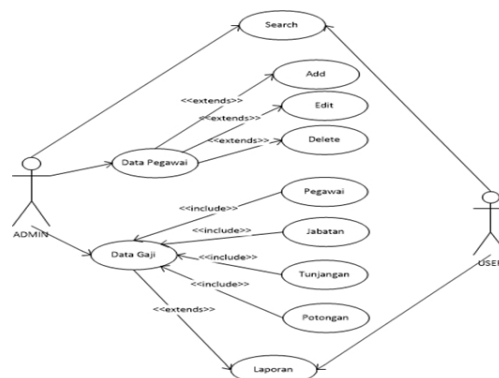 Search
Add
<<extends>>
Edit
<<extends>>
Delete
<<extends>>
Data Pegawai
ADMIN
Pegawai
<<include>>
Jabatan
<<include>>
Data Gaji
Tunjangan
<<include>>
<<include>>
Potongan
<<extends>>
Laporan
USER